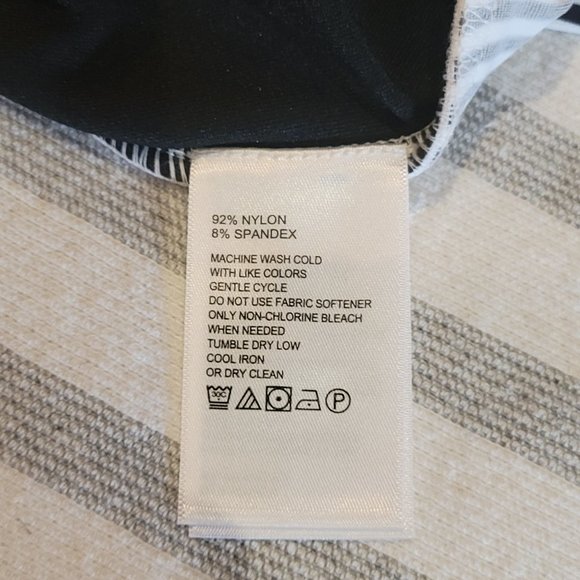 92% NYLON
8% SPANDEX
MACHINE WASH COLD
WITH LIKE COLORS
GENTLE CYCLE
DO NOT USE FABRIC SOFTENER
ONLY NON-CHLORINE BLEACH
WHEN NEEDED
TUMBLE DRY LOW
COOL IRON
OR DRY CLEAN
30C P